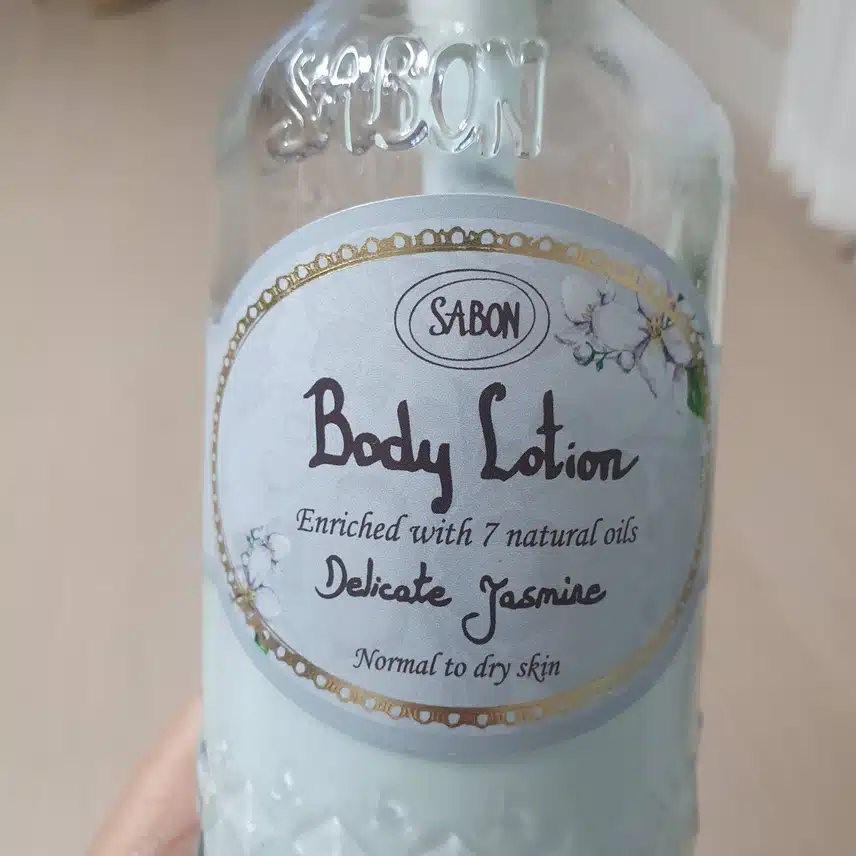 SABON
SABON
Body Lotion
Enriched with 7 natural oils
Delicate Jasmine
Normal to dry skin